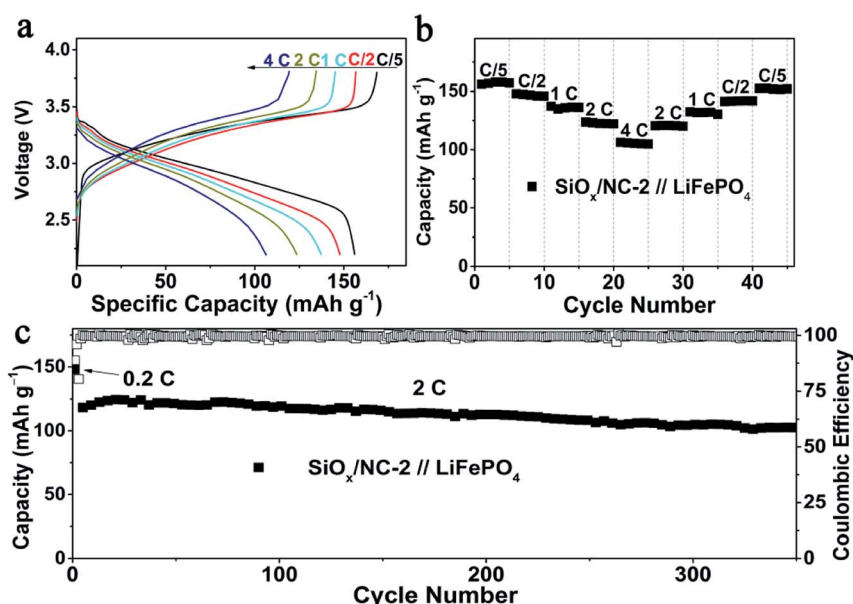 a
4.0
3.5
3.0
2.5
Voltage (V)
4 C 2 C 1 C C/2 C/5
0 50 100 150
Specific Capacity (mAh g⁻¹)
b
200
150
100
50
0
Capacity (mAh g⁻¹)
C/5
C/2
1 C
2 C
4 C
2 C
1 C
C/2
C/5
SiOₓ/NC-2 // LiFePO₄
0 10 20 30 40
Cycle Number
c
150
125
100
75
50
25
0
Capacity (mAh g⁻¹)
0.2 C
2 C
SiOₓ/NC-2 // LiFePO₄
100
75
50
25
0
Coulombic Efficiency
0 100 200 300
Cycle Number